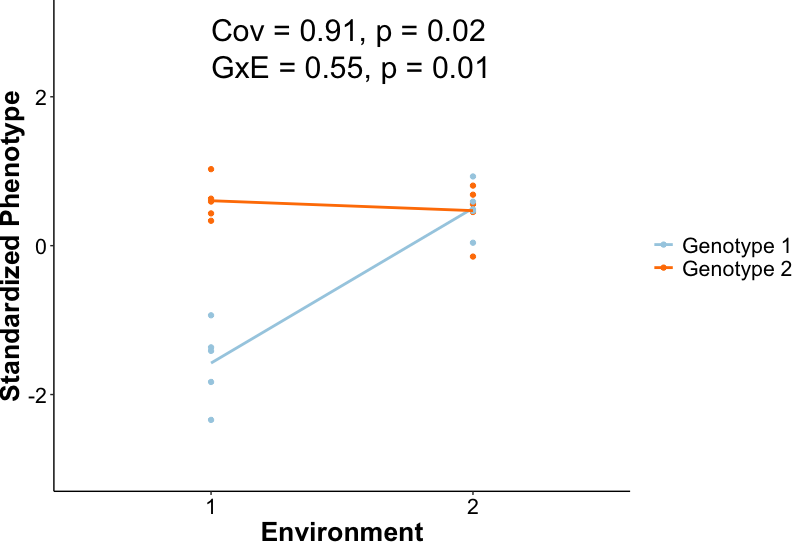 Cov = 0.91, p = 0.02
GxE = 0.55, p = 0.01
Standardized Phenotype
2
0
-2
1
2
Environment
Genotype 1
Genotype 2